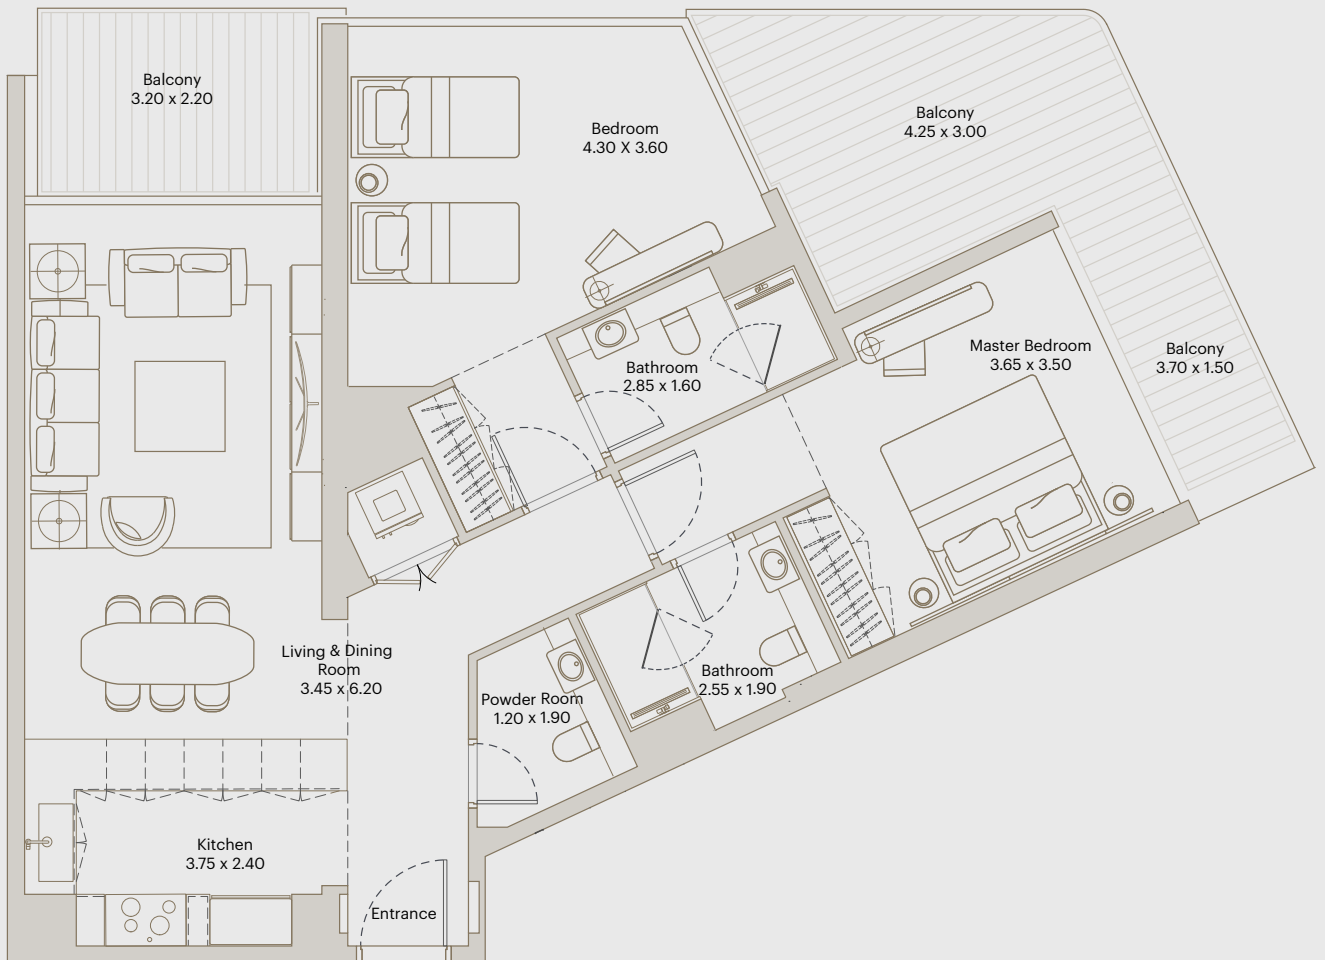 Balcony
3.20 x 2.20
Bedroom
4.30 X 3.60
Balcony
4.25 x 3.00
Master Bedroom
3.65 x 3.50
Balcony
3.70 x 1.50
Bathroom
2.85 x 1.60
Living & Dining
Room
3.45 x 6.20
Powder Room
1.20 x 1.90
Bathroom
2.55 x 1.90
Kitchen
3.75 x 2.40
Entrance